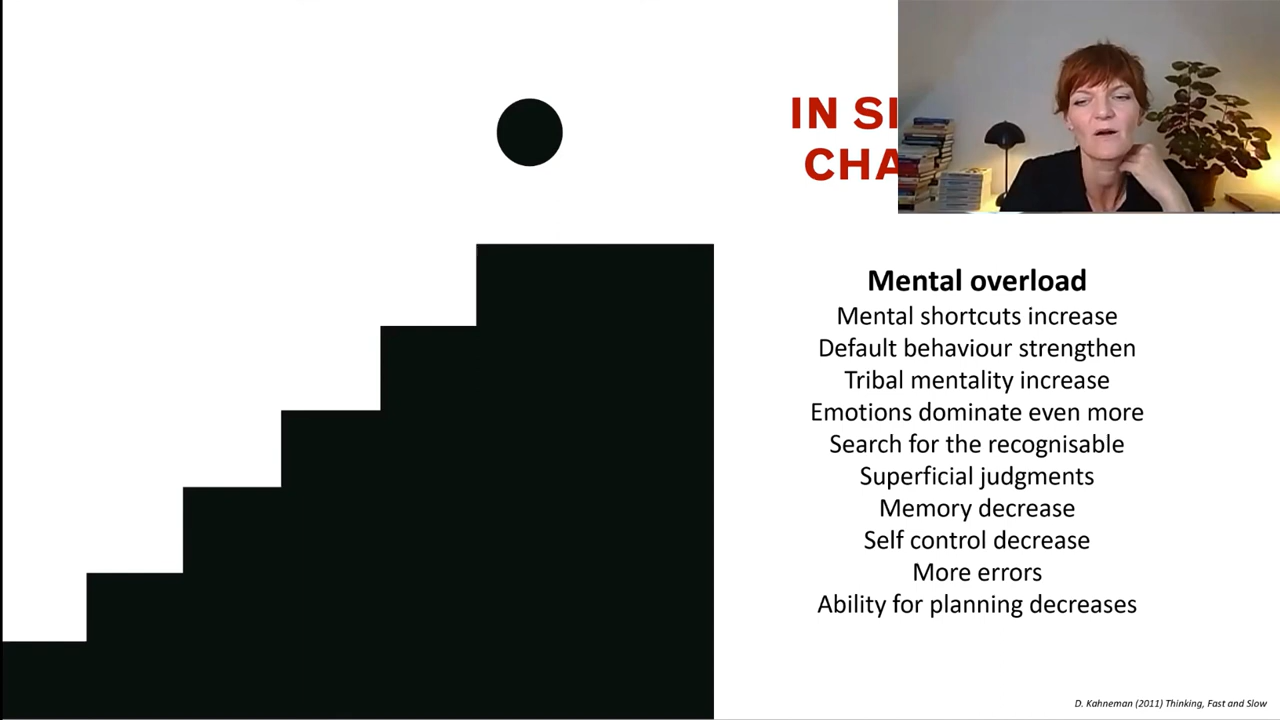 IN
CHA
Mental overload
Mental shortcuts increase
Default behaviour strengthen
Tribal mentality increase
Emotions dominate even more
Search for the recognisable
Superficial judgments
Memory decrease
Self control decrease
More errors
Ability for planning decreases
D. Kahneman (2011) Thinking, Fast and Slow